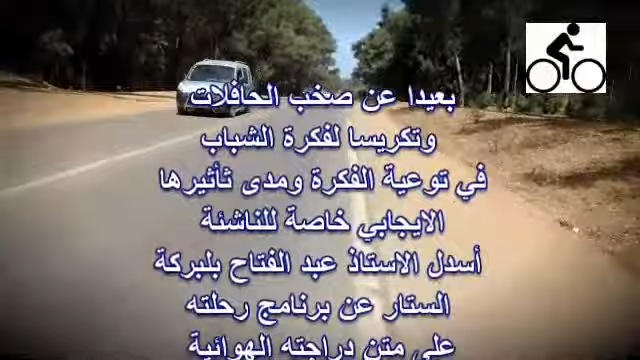 بعيدا عن صخب الحافلات
وتكريسا لفكرة الشباب
في توعية الفكرة ومدى ثأثيرها
الايجابي خاصة للناشئة
أسدل الاستاذ عبد الفتاح بلبركة
الستار عن برنامج رحلته
على متن دراجته الهوائية